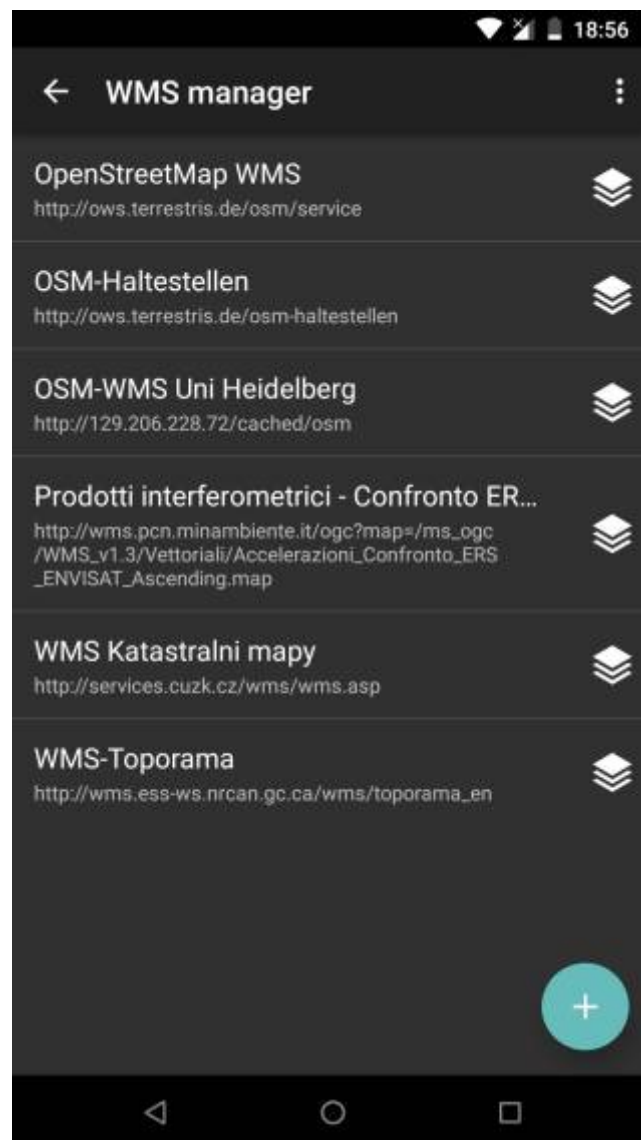 18:56
WMS manager
OpenStreetMap WMS
http://ows.terrestris.de/osm/service
OSM-Haltestellen
http://ows.terrestris.de/osm-haltestellen
OSM-WMS Uni Heidelberg
http://129.206.228.72/cached/osm
Prodotti interferometrici - Confronto ER...
http://wms.pcn.minambiente.it/ogc?map=/ms_ogc
/WMS_v1.3/Vettoriali/Accelerazioni_Confronto_ERS
_ENVISAT_Ascending.map
WMS Katastralni mapy
http://services.cuzk.cz/wms/wms.asp
WMS-Toporama
http://wms.ess-ws.nrcan.gc.ca/wms/toporama_en